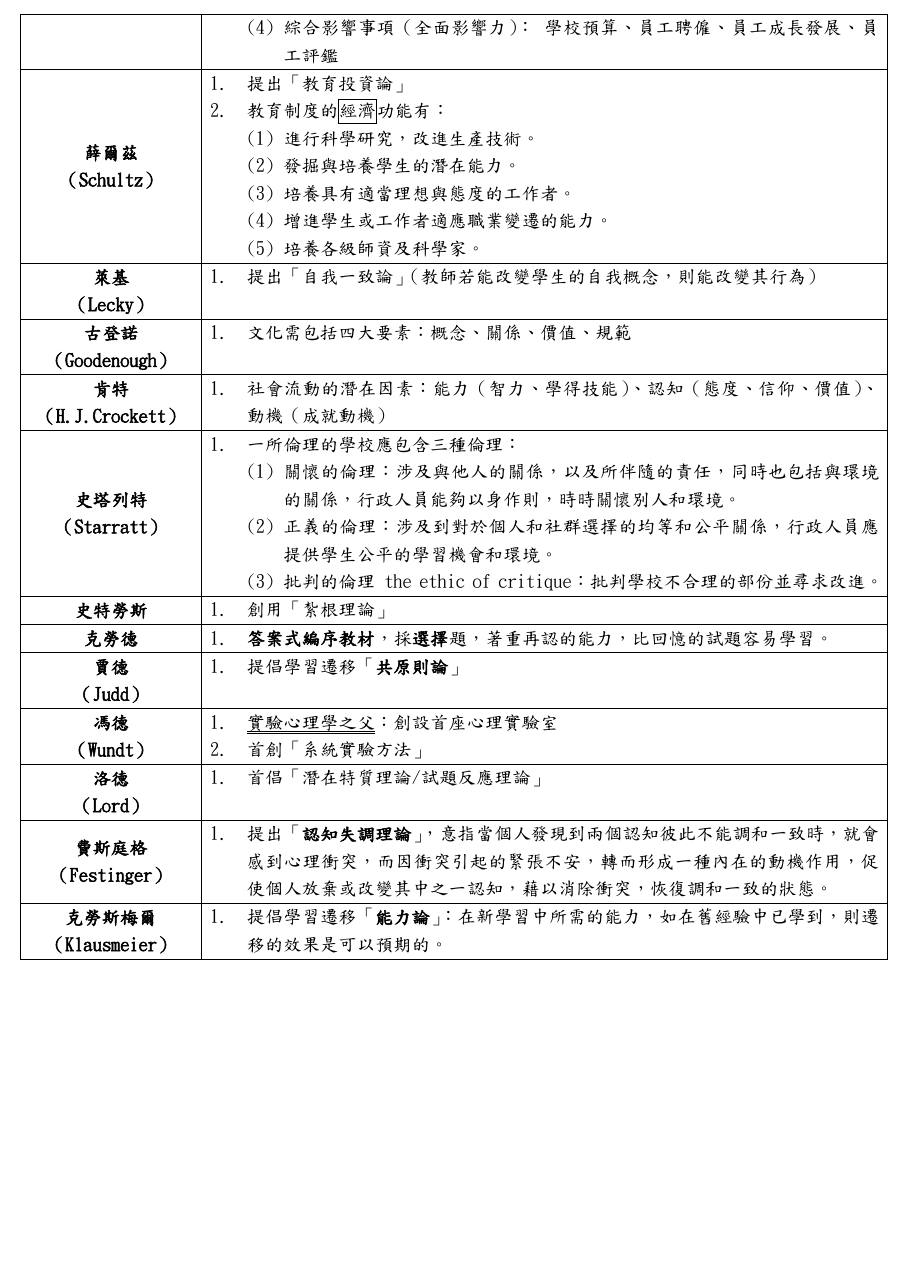 (4) 綜合影響事項（全面影響力）： 學校預算、員工聘僱、員工成長發展、員
工評鑑
薛爾茲
（Schultz）
1. 提出「教育投資論」
2. 教育制度的經濟功能有：
(1) 進行科學研究，改進生產技術。
(2) 發掘與培養學生的潛在能力。
(3) 培養具有適當理想與態度的工作者。
(4) 增進學生或工作者適應職業變遷的能力。
(5) 培養各級師資及科學家。
萊基
（Lecky）
1. 提出「自我一致論」（教師若能改變學生的自我概念，則能改變其行為）
古登諾
（Goodenough）
1. 文化需包括四大要素：概念、關係、價值、規範
肯特
（H.J.Crockett）
1. 社會流動的潛在因素：能力（智力、學得技能）、認知（態度、信仰、價值）、
動機（成就動機）
史塔列特
（Starratt）
1. 一所倫理的學校應包含三種倫理：
(1) 關懷的倫理：涉及與他人的關係，以及所伴隨的責任，同時也包括與環境
的關係，行政人員能夠以身作則，時時關懷別人和環境。
(2) 正義的倫理：涉及到對於個人和社群選擇的均等和公平關係，行政人員應
提供學生公平的學習機會和環境。
(3) 批判的倫理 the ethic of critique：批判學校不合理的部份並尋求改進。
史特勞斯
1. 創用「紮根理論」
克勞德
1. 答案式編序教材，採選擇題，著重再認的能力，比回憶的試題容易學習。
賈德
（Judd）
1. 提倡學習遷移「共原則論」
馮德
（Wundt）
1. 實驗心理學之父：創設首座心理實驗室
2. 首創「系統實驗方法」
洛德
（Lord）
1. 首倡「潛在特質理論/試題反應理論」
費斯庭格
（Festinger）
1. 提出「認知失調理論」，意指當個人發現到兩個認知彼此不能調和一致時，就會
感到心理衝突，而因衝突引起的緊張不安，轉而形成一種內在的動機作用，促
使個人放棄或改變其中之一認知，藉以消除衝突，恢復調和一致的狀態。
克勞斯梅爾
（Klausmeier）
1. 提倡學習遷移「能力論」：在新學習中所需的能力，如在舊經驗中已學到，則遷
移的效果是可以預期的。